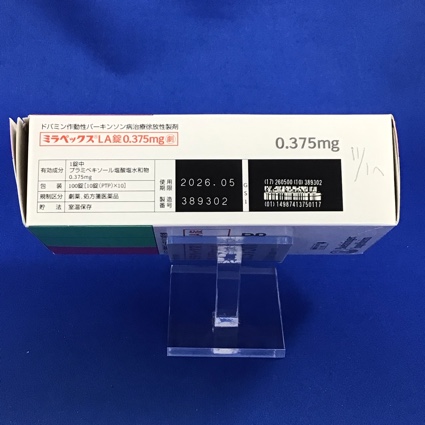 ドパミン作動性パーキンソン病治療徐放性製剤
ミラペックス®LA錠0.375mg 劇
0.375mg
有効成分 1錠中 プラミペキソール塩酸塩水和物 0.375mg
包装 100錠[10錠(PTP)×10]
規制区分 劇薬、処方箋医薬品
貯法 室温保存
使用期限 2026.05
製造番号 389302
GS1
(17) 260500 (10) 389302
(01) 14987413750117